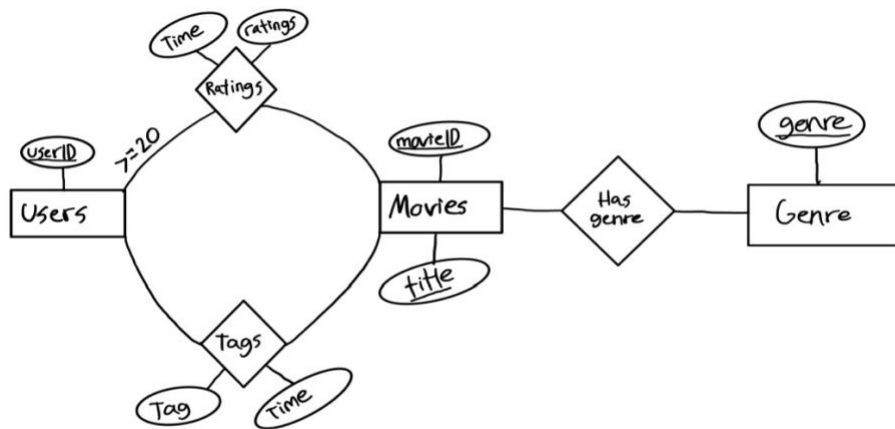 Time
ratings
Ratings
>=20
userID
Users
movieID
Movies
title
Has
genre
genre
Genre
Tags
Tag
Time